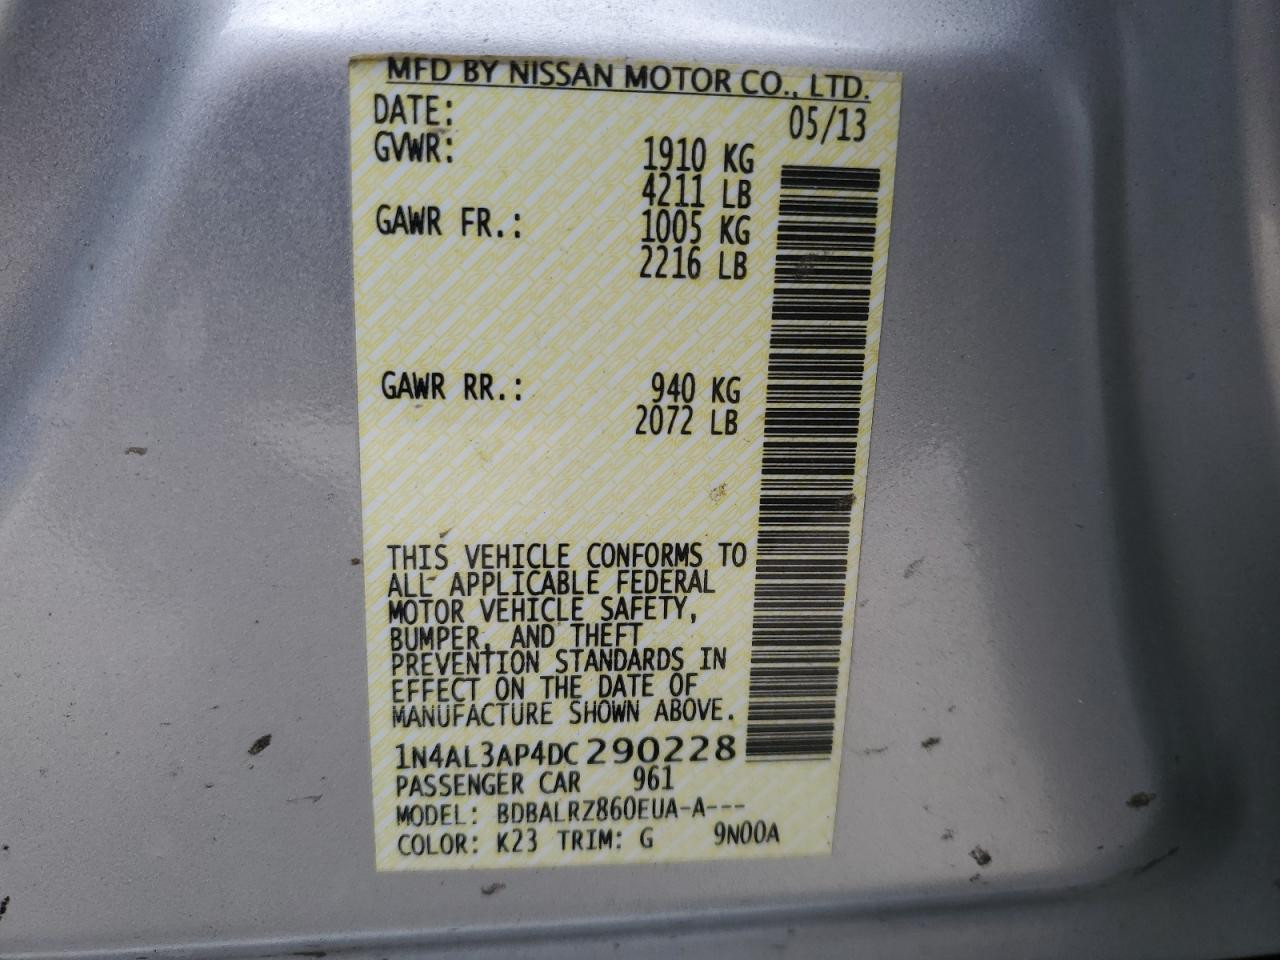 MFD BY NISSAN MOTOR CO., LTD.
DATE: 05/13
GVWR: 1910 KG
4211 LB
GAWR FR.: 1005 KG
2216 LB
GAWR RR.: 940 KG
2072 LB
THIS VEHICLE CONFORMS TO
ALL APPLICABLE FEDERAL
MOTOR VEHICLE SAFETY,
BUMPER, AND THEFT
PREVENTION STANDARDS IN
EFFECT ON THE DATE OF
MANUFACTURE SHOWN ABOVE.
1N4AL3AP4DC290228
PASSENGER CAR 961
MODEL: BDBALRZ860EUA-A---
COLOR: K23 TRIM: G 9N00A